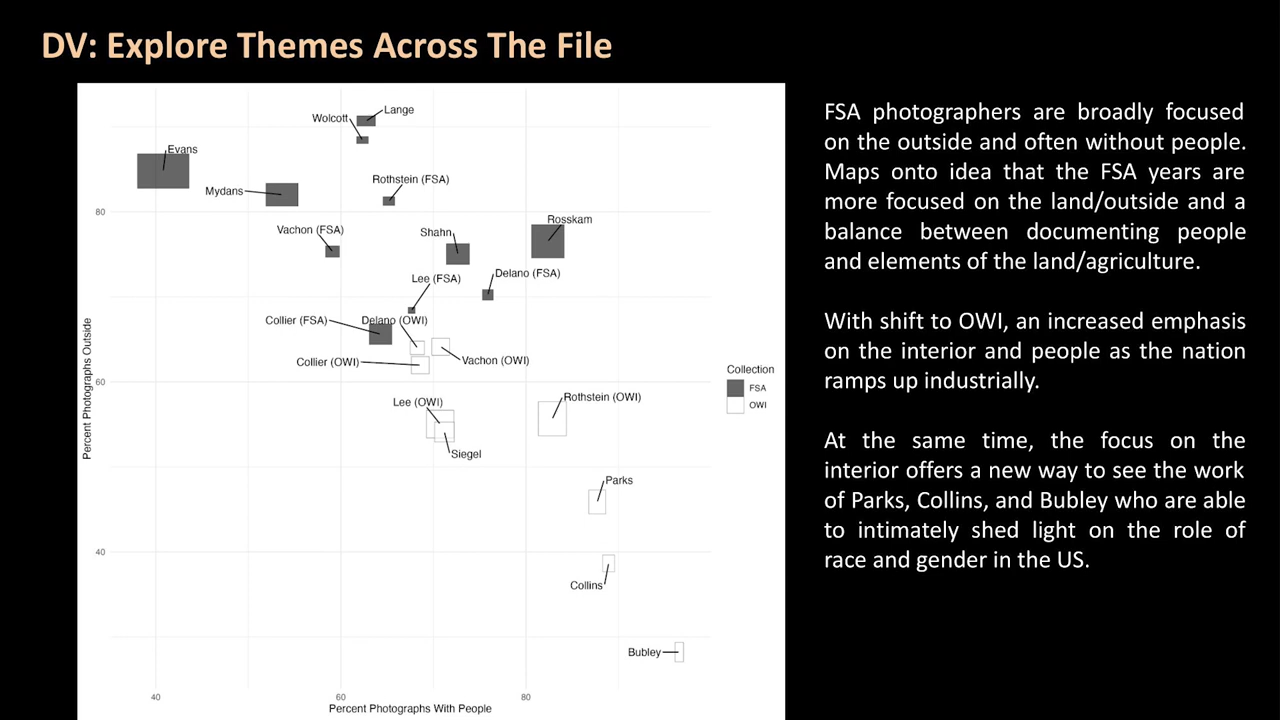 DV: Explore Themes Across The File
Lange
Wolcott
Evans
Rothstein (FSA)
Mydans
80
Rosskam
Vachon (FSA)
Shahn
Delano (FSA)
Lee (FSA)
Collier (FSA)
Delano (OWI)
Collier (OWI)
Vachon (OWI)
60
Rothstein (OWI)
Lee (OWI)
Siegel
Parks
40
Collins
Bubley
40
60
80
Percent Photographs With People
Percent Photographs Outside
Collection
FSA
OWI
FSA photographers are broadly focused
on the outside and often without people.
Maps onto idea that the FSA years are
more focused on the land/outside and a
balance between documenting people
and elements of the land/agriculture.
With shift to OWI, an increased emphasis
on the interior and people as the nation
ramps up industrially.
At the same time, the focus on the
interior offers a new way to see the work
of Parks, Collins, and Bubley who are able
to intimately shed light on the role of
race and gender in the US.